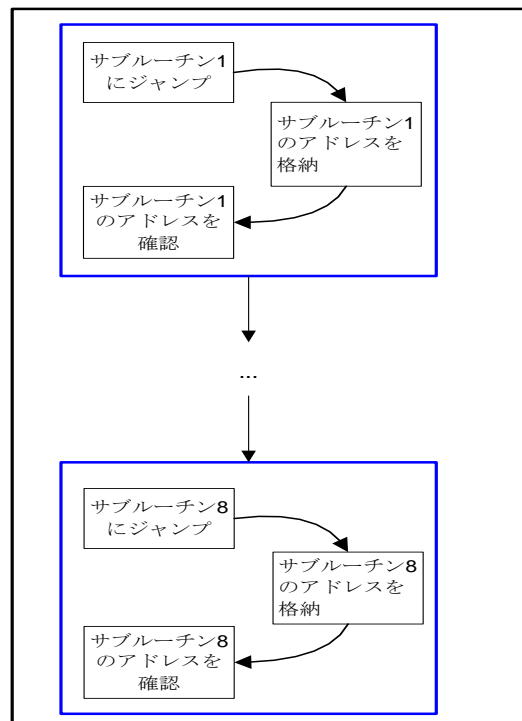 サブルーチン1
にジャンプ
サブルーチン1
のアドレスを
格納
サブルーチン1
のアドレスを
確認
...
サブルーチン8
にジャンプ
サブルーチン8
のアドレスを
格納
サブルーチン8
のアドレスを
確認